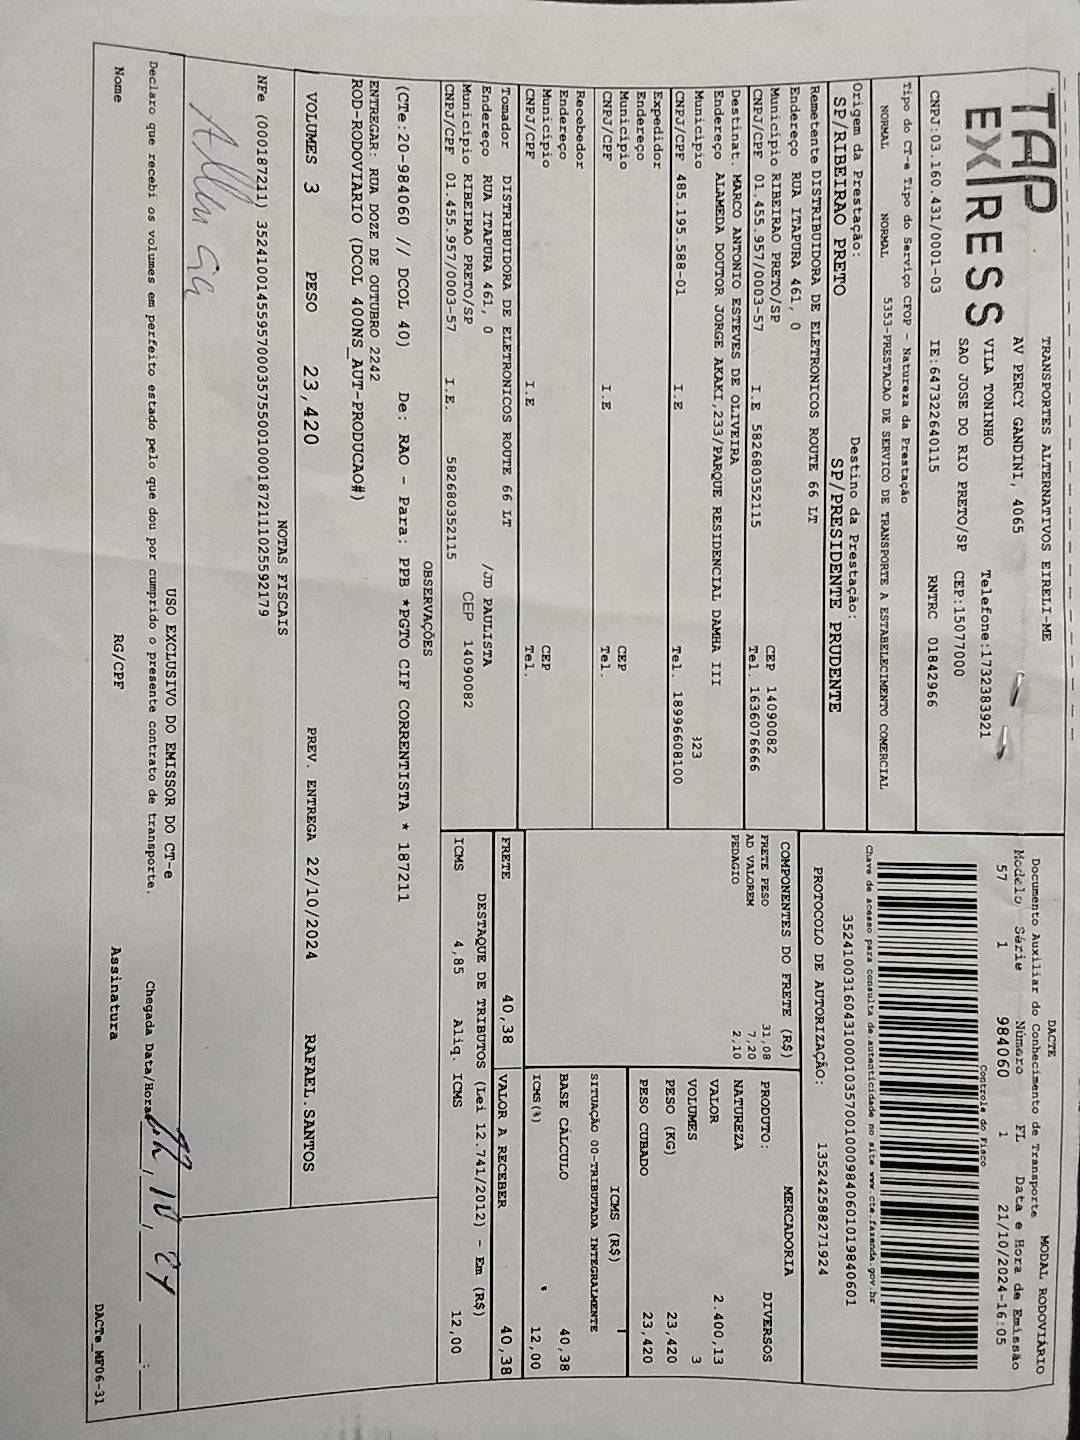 TAP
EXPRESS
TRANSPORTES ALTERNATIVOS EIRELI-ME
AV PERCY GANDINI, 4065
VILA TONINHO Telefone:1732383921
SAO JOSE DO RIO PRETO/SP CEP:15077000
CNPJ:03.160.431/0001-03 IE:647322640115 RNTRC 01842966
DACTE MODAL RODOVIÁRIO
Documento Auxiliar do Conhecimento de Transporte
Modelo Série Número FL Data e Hora de Emissão
57 1 984060 1 21/10/2024-16:05
Controle do Fisco
Chave de acesso para consulta de autenticidade no site www.cte.fazenda.gov.br
35241003160431000103570010009840601019840601
PROTOCOLO DE AUTORIZAÇÃO: 135242588271924
Tipo do CT-e Tipo do Serviço CFOP - Natureza da Prestação
NORMAL NORMAL 5353-PRESTACAO DE SERVICO DE TRANSPORTE A ESTABELECIMENTO COMERCIAL
Origem da Prestação: Destino da Prestação:
SP/RIBEIRAO PRETO SP/PRESIDENTE PRUDENTE
Remetente DISTRIBUIDORA DE ELETRONICOS ROUTE 66 LT
Endereço RUA ITAPURA 461, 0
Município RIBEIRAO PRETO/SP CEP 14090082
CNPJ/CPF 01.455.957/0003-57 I.E 582680352115 Tel. 1636076666
Destinat. MARCO ANTONIO ESTEVES DE OLIVEIRA
Endereço ALAMEDA DOUTOR JORGE AKAKI,233/PARQUE RESIDENCIAL DAMHA III
Município 323
CNPJ/CPF 485.195.588-01 I.E Tel. 18996608100
Expedidor
Endereço
Município CEP
CNPJ/CPF I.E Tel.
Recebedor
Endereço
Município CEP
CNPJ/CPF I.E Tel.
Tomador DISTRIBUIDORA DE ELETRONICOS ROUTE 66 LT
Endereço RUA ITAPURA 461, 0 /JD PAULISTA
Município RIBEIRAO PRETO/SP CEP 14090082
CNPJ/CPF 01.455.957/0003-57 I.E. 582680352115
COMPONENTES DO FRETE (R$)
FRETE PESO 31,08
AD VALOREM 7,20
PEDAGIO 2,10
MERCADORIA
PRODUTO: DIVERSOS
NATUREZA
VALOR 2.400,13
VOLUMES 3
PESO (KG) 23,420
PESO CUBADO 23,420
ICMS (R$)
SITUAÇÃO 00-TRIBUTADA INTEGRALMENTE
BASE CÁLCULO 40,38
ICMS(%) 12,00
FRETE 40,38 VALOR A RECEBER 40,38
DESTAQUE DE TRIBUTOS (Lei 12.741/2012) - Em (R$)
ICMS 4,85 Aliq. ICMS 12,00
OBSERVAÇÕES
(CTe:20-984060 // DCOL 40) De: RAO - Para: PPB *PGTO CIF CORRENTISTA * 187211
ENTREGAR: RUA DOZE DE OUTUBRO 2242
ROD-RODOVIARIO (DCOL 400NS_AUT-PRODUCAO#)
VOLUMES 3 PESO 23,420 PREV. ENTREGA 22/10/2024 RAFAEL.SANTOS
NOTAS FISCAIS
NFe (000187211) 35241001455957000357550010001872111025592179
USO EXCLUSIVO DO EMISSOR DO CT-e
Declaro que recebi os volumes em perfeito estado pelo que dou por cumprido o presente contrato de transporte. Chegada Data/Hora
Nome RG/CPF Assinatura
DACTe_MF06-31